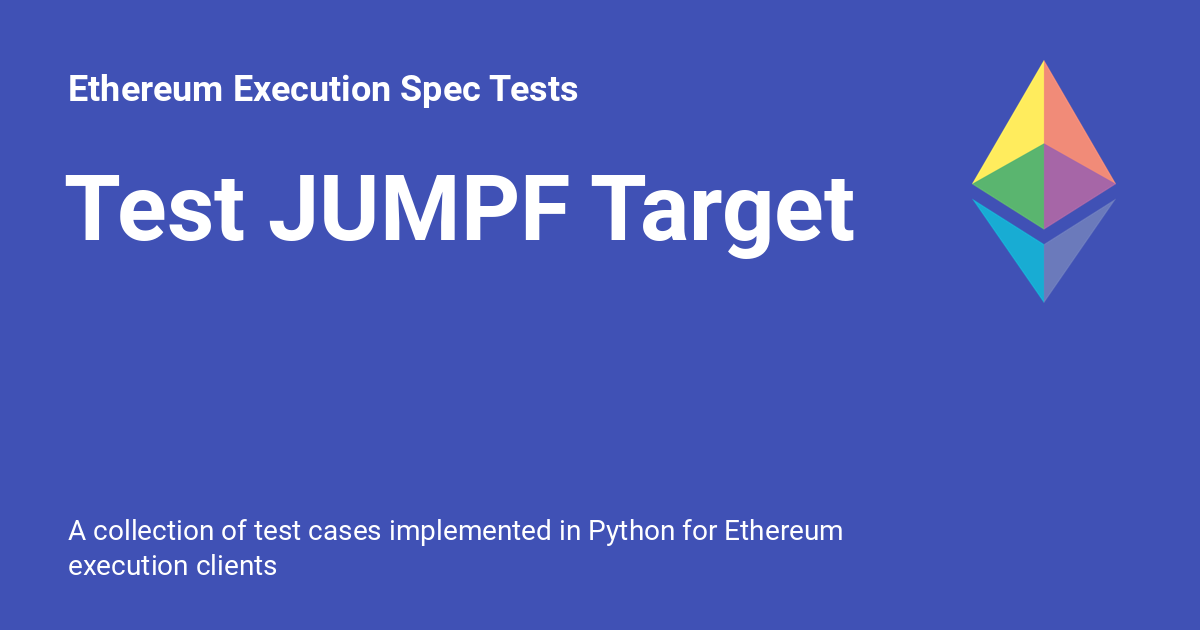 Ethereum Execution Spec Tests
Test JUMPF Target
A collection of test cases implemented in Python for Ethereum
execution clients